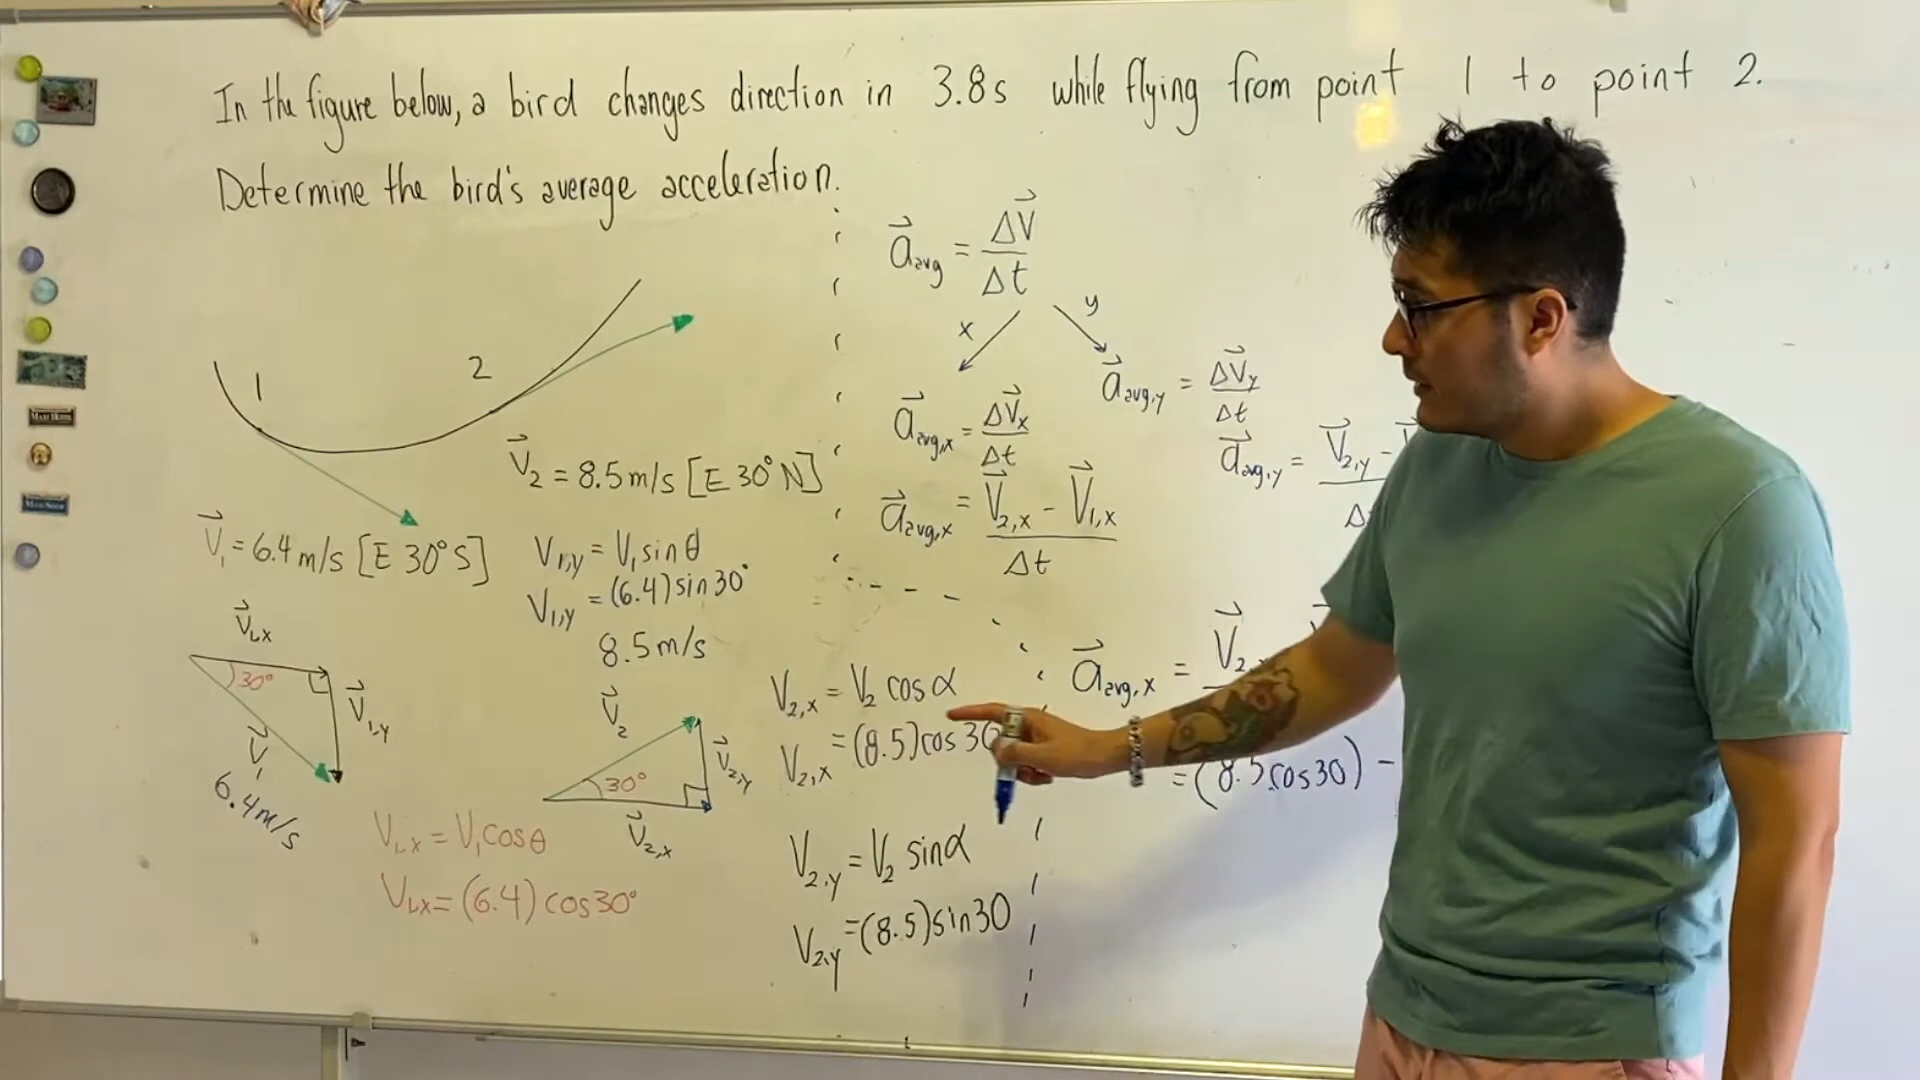 In the figure below, a bird changes direction in 3.8s while flying from point 1 to point 2.
Determine the bird's average acceleration.
1
2
V⃗₂ = 8.5 m/s [E 30° N]
V⃗₁ = 6.4 m/s [E 30° S]
V₁,y = V₁ sin θ
V₁,y = (6.4) sin 30°
V⃗₁,x
30°
V⃗₁,y
V⃗₁
6.4 m/s
8.5 m/s
V⃗₂
30°
V⃗₂,y
V⃗₂,x
V₁,x = V₁ cos θ
V₁,x = (6.4) cos 30°
V₂,x = V₂ cos α
V₂,x = (8.5) cos 30
V₂,y = V₂ sin α
V₂,y = (8.5) sin 30
a⃗avg = ΔV⃗ / Δt
x
y
a⃗avg,x = ΔV⃗x / Δt
a⃗avg,x = V⃗₂,x - V⃗₁,x / Δt
a⃗avg,y = ΔV⃗y / Δt
a⃗avg,y = V⃗₂,y -
a⃗avg,x = V⃗₂
= (8.5 cos 30) -